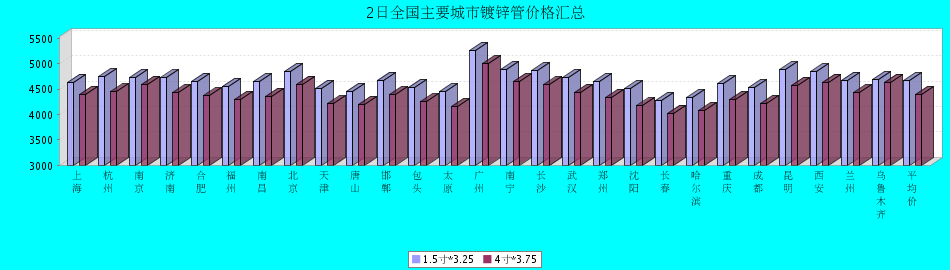 2日全国主要城市镀锌管价格汇总
5500
5000
4500
4000
3500
3000
上海 杭州 南京 济南 合肥 福州 南昌 北京 天津 唐山 邯郸 包头 太原 广州 南宁 长沙 武汉 郑州 沈阳 长春 哈尔滨 重庆 成都 昆明 西安 兰州 乌鲁木齐 平均价
1.5寸*3.25 4寸*3.75